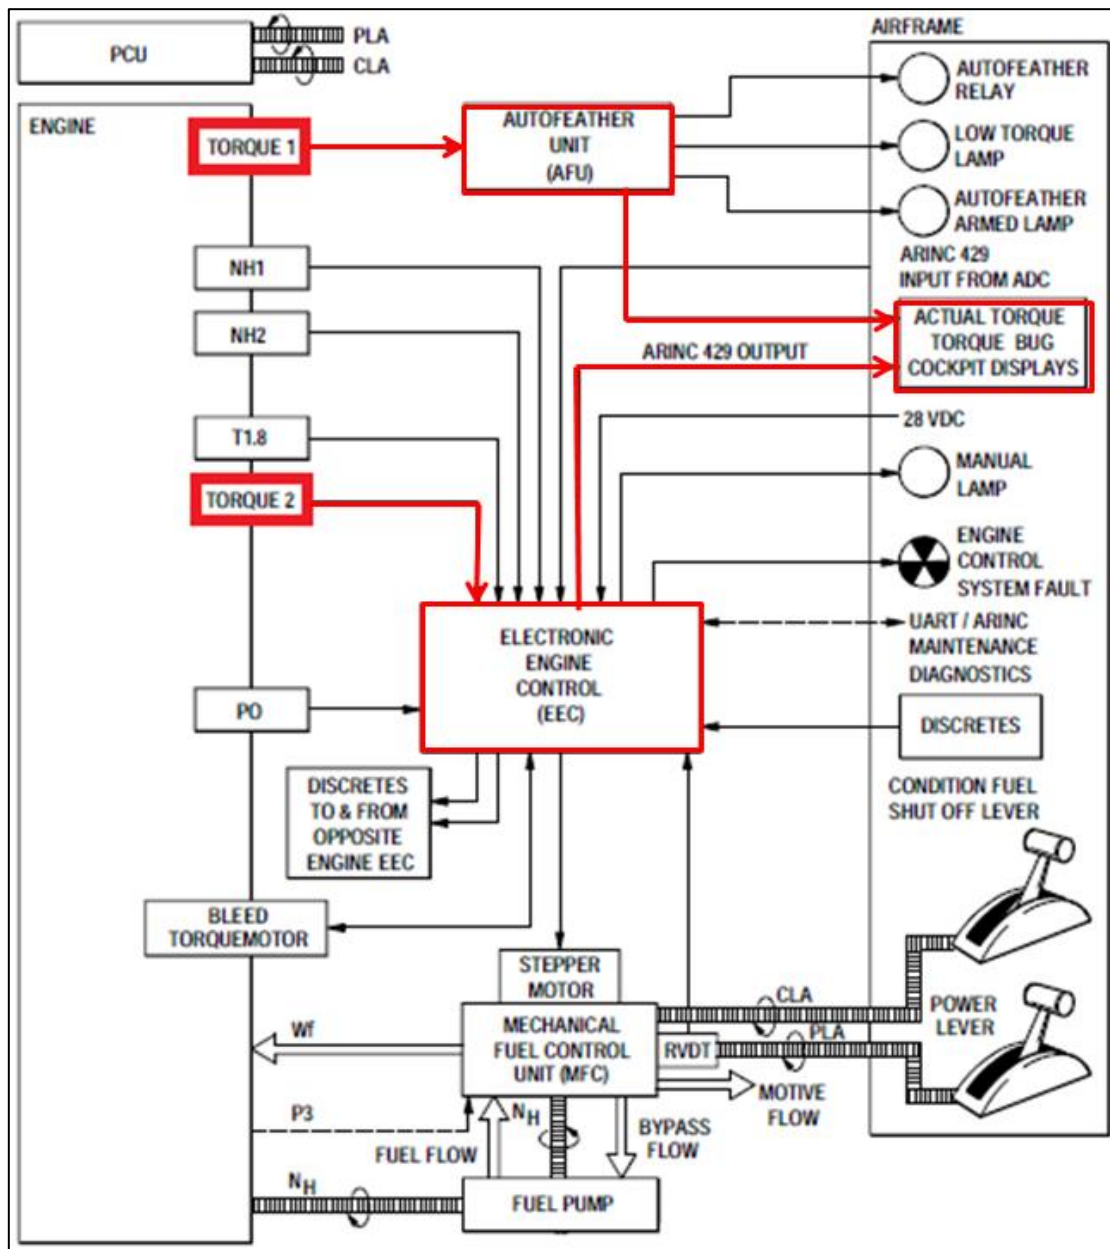 PCU
PLA
CLA
AIRFRAME
ENGINE
TORQUE 1
AUTOFEATHER
UNIT
(AFU)
AUTOFEATHER
RELAY
LOW TORQUE
LAMP
AUTOFEATHER
ARMED LAMP
NH1
ARINC 429
INPUT FROM ADC
NH2
ACTUAL TORQUE
TORQUE BUG
COCKPIT DISPLAYS
ARINC 429 OUTPUT
T1.8
28 VDC
MANUAL
LAMP
TORQUE 2
ENGINE
CONTROL
SYSTEM FAULT
ELECTRONIC
ENGINE
CONTROL
(EEC)
UART / ARINC
MAINTENANCE
DIAGNOSTICS
PO
DISCRETES
DISCRETES
TO & FROM
OPPOSITE
ENGINE EEC
CONDITION FUEL
SHUT OFF LEVER
BLEED
TORQUEMOTOR
STEPPER
MOTOR
CLA
POWER
LEVER
Wf
MECHANICAL
FUEL CONTROL
UNIT (MFC)
RVDT
PLA
MOTIVE
FLOW
P3
NH
FUEL FLOW
BYPASS
FLOW
NH
FUEL PUMP